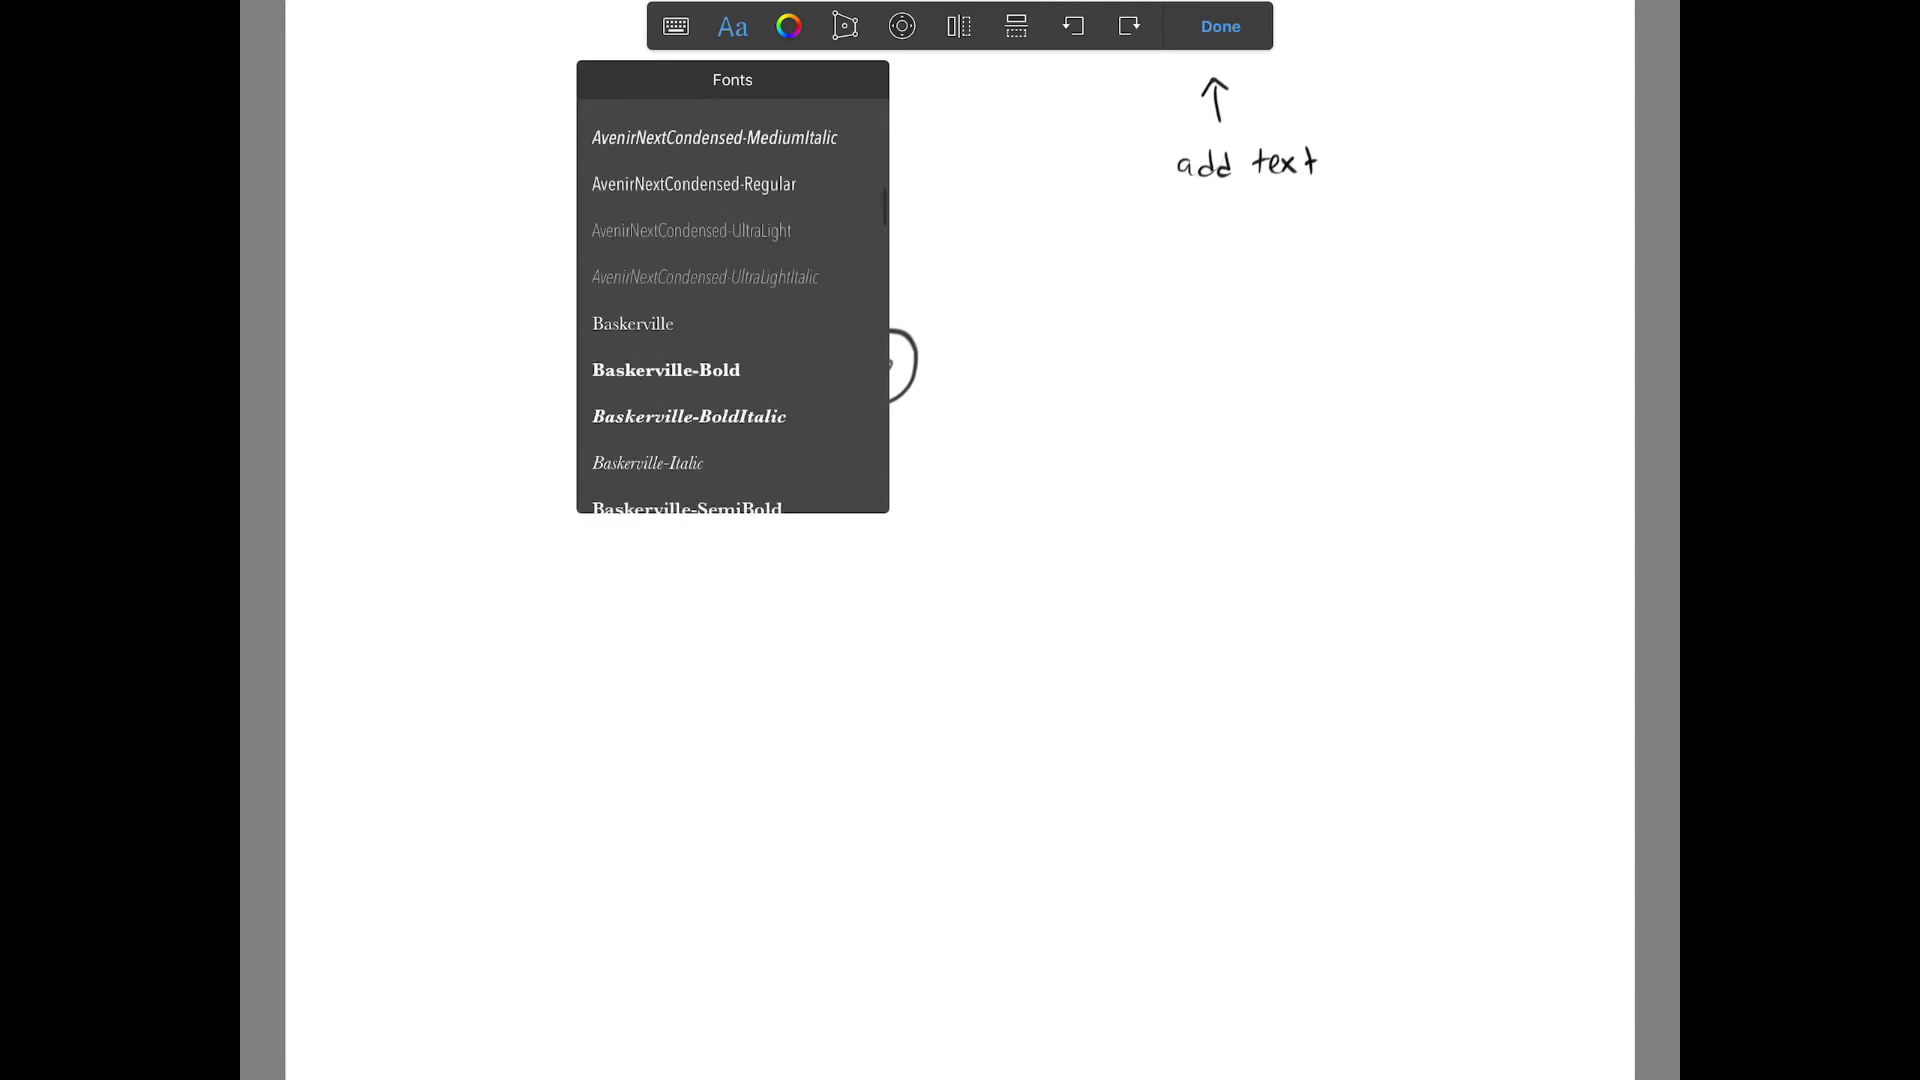 Aa
Done
Fonts
AvenirNextCondensed-MediumItalic
AvenirNextCondensed-Regular
AvenirNextCondensed-UltraLight
AvenirNextCondensed-UltraLightItalic
Baskerville
Baskerville-Bold
Baskerville-BoldItalic
Baskerville-Italic
Baskerville-SemiBold
add text